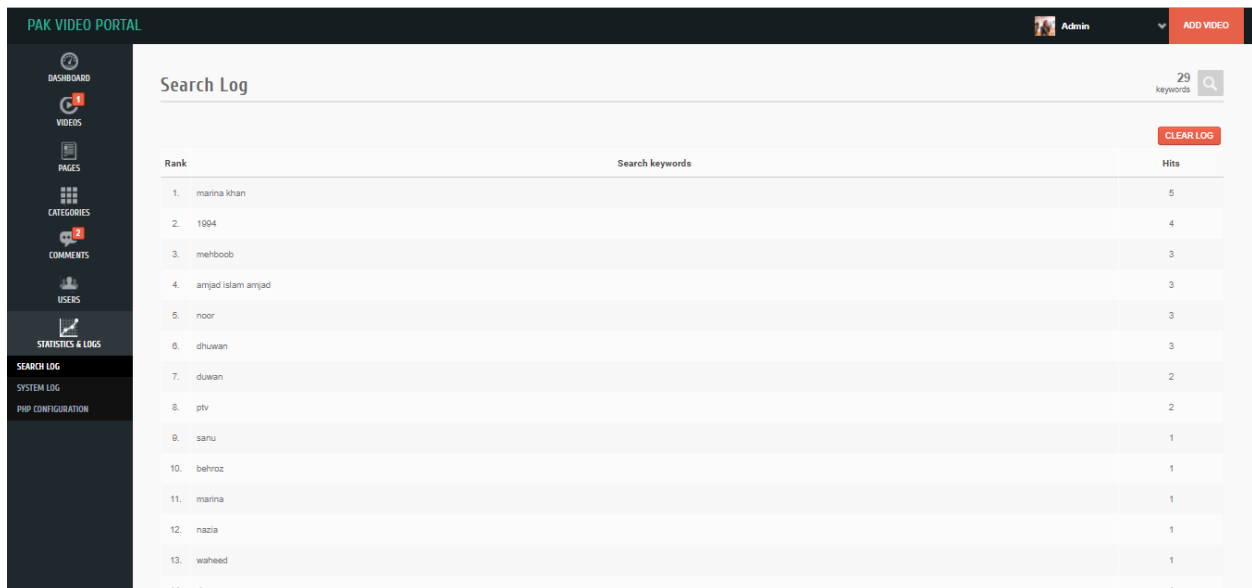 PAK VIDEO PORTAL
Admin
ADD VIDEO
DASHBOARD
1
VIDEOS
PAGES
CATEGORIES
2
COMMENTS
USERS
STATISTICS & LOGS
SEARCH LOG
SYSTEM LOG
PHP CONFIGURATION
Search Log
29
keywords
CLEAR LOG
Rank Search keywords Hits
1. marina khan 5
2. 1994 4
3. mehboob 3
4. amjad islam amjad 3
5. noor 3
6. dhuwan 3
7. duwan 2
8. ptv 2
9. sanu 1
10. behroz 1
11. marina 1
12. nazia 1
13. waheed 1